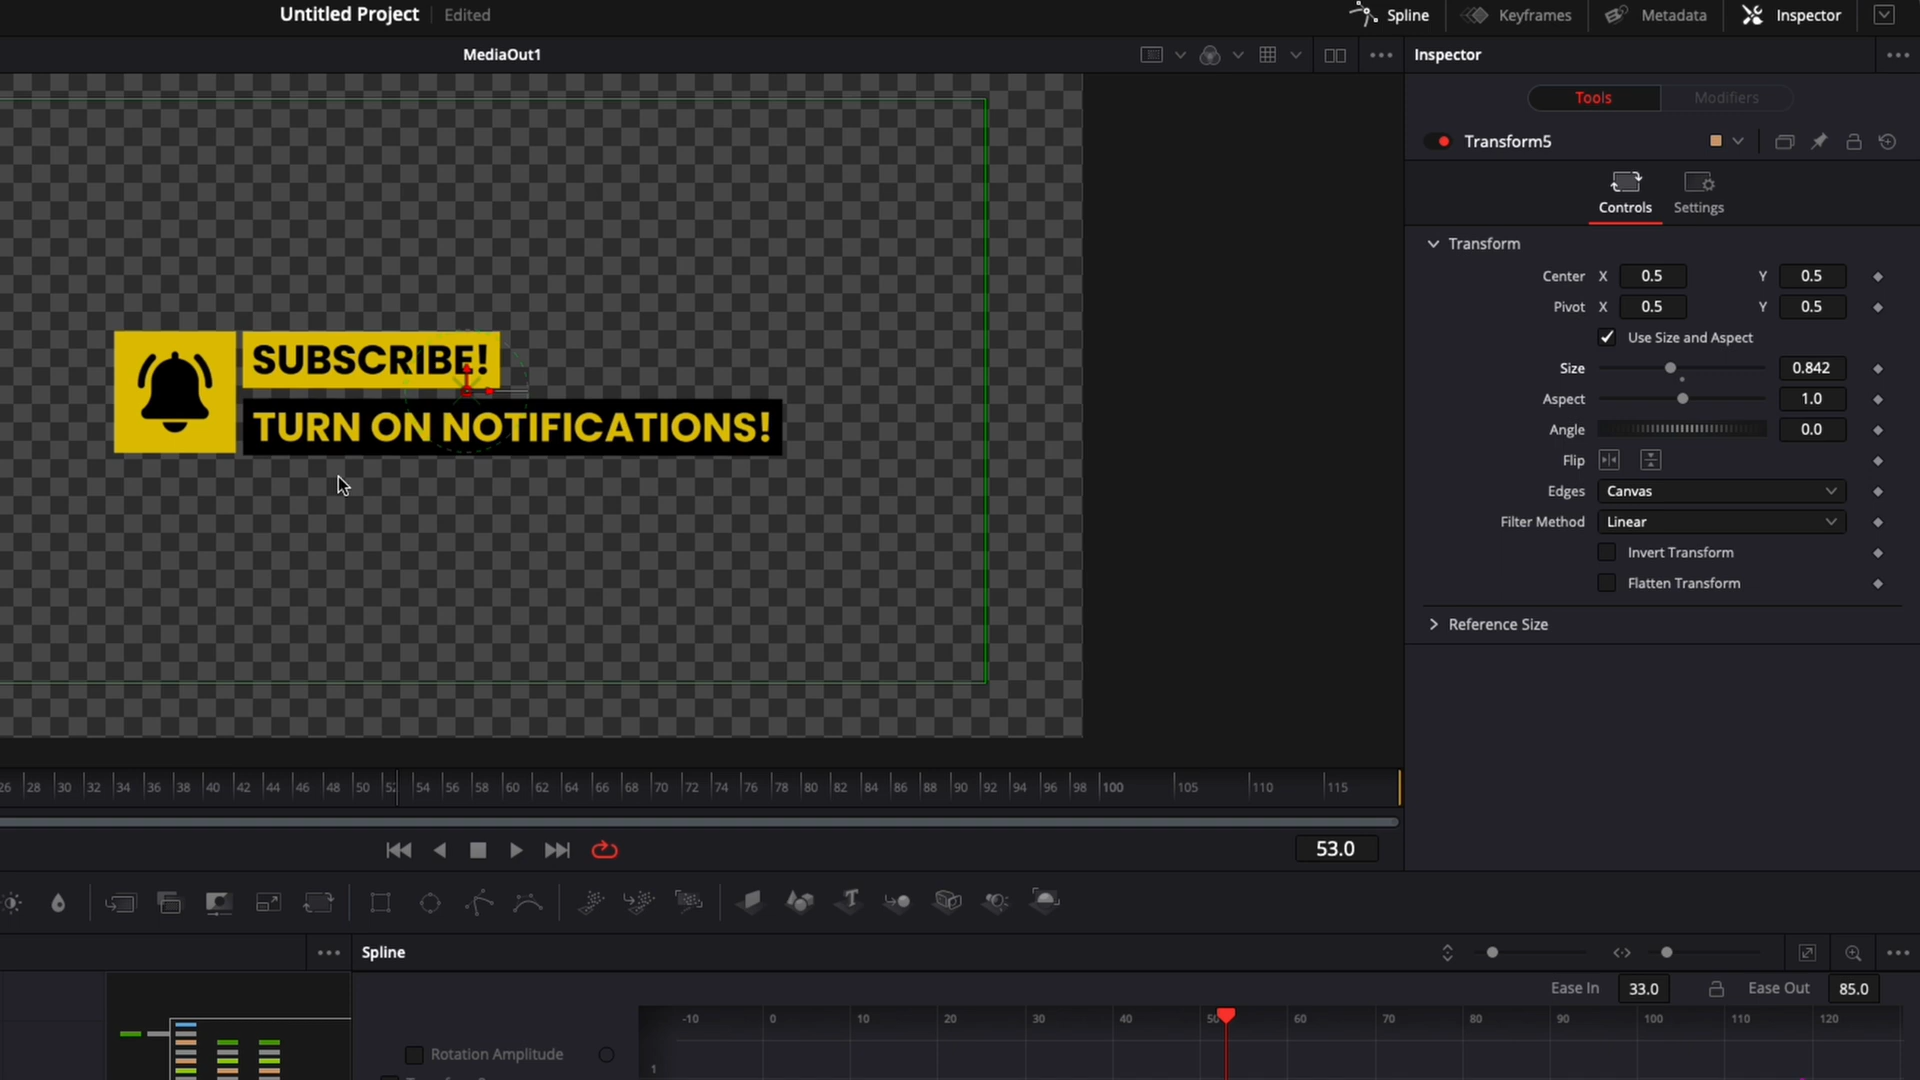 Untitled Project Edited Spline Keyframes Metadata Inspector
MediaOut1 Inspector
Tools Modifiers
Transform5
Controls Settings
Transform
Center X 0.5 Y 0.5
Pivot X 0.5 Y 0.5
Use Size and Aspect
Size 0.842
Aspect 1.0
Angle 0.0
Flip
Edges Canvas
Filter Method Linear
Invert Transform
Flatten Transform
Reference Size
SUBSCRIBE!
TURN ON NOTIFICATIONS!
26 28 30 32 34 36 38 40 42 44 46 48 50 54 56 58 60 62 64 66 68 70 72 74 76 78 80 82 84 86 88 90 92 94 96 98 100 105 110 115
53.0
Spline
Ease In 33.0 Ease Out 85.0
-10 0 10 20 30 40 50 60 70 80 90 100 110 120
Rotation Amplitude
1